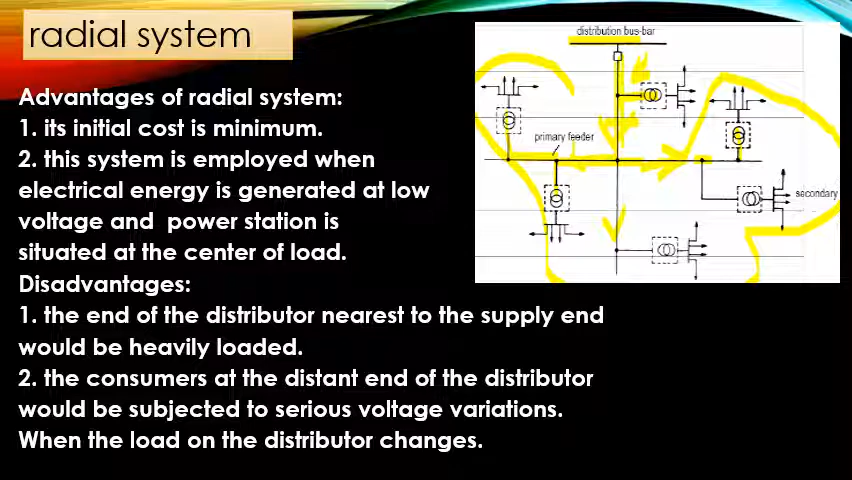 radial system
distribution bus-bar
primary feeder
secondary
Advantages of radial system:
1. its initial cost is minimum.
2. this system is employed when
electrical energy is generated at low
voltage and power station is
situated at the center of load.
Disadvantages:
1. the end of the distributor nearest to the supply end
would be heavily loaded.
2. the consumers at the distant end of the distributor
would be subjected to serious voltage variations.
When the load on the distributor changes.